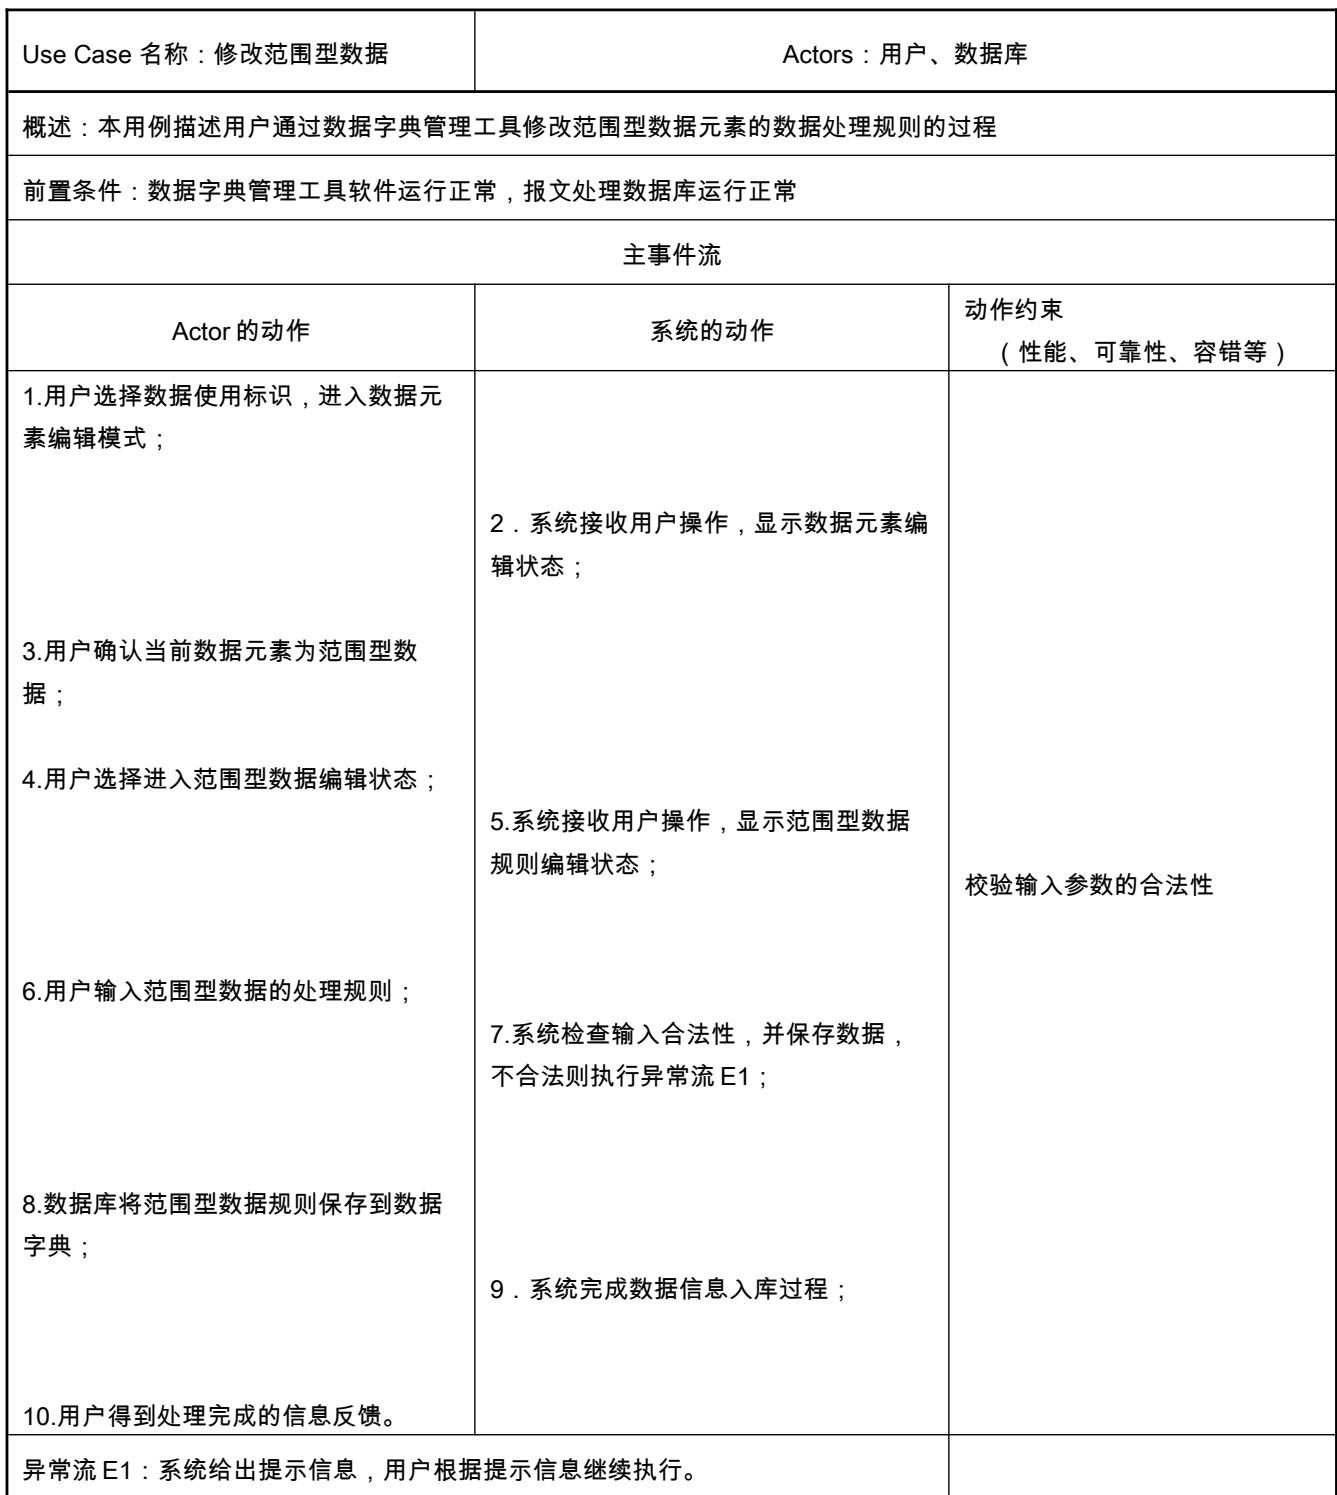 Use Case 名称：修改范围型数据
Actors：用户、数据库
概述：本用例描述用户通过数据字典管理工具修改范围型数据元素的数据处理规则的过程
前置条件：数据字典管理工具软件运行正常，报文处理数据库运行正常
主事件流
Actor 的动作
系统的动作
动作约束
（性能、可靠性、容错等）
1.用户选择数据使用标识，进入数据元
素编辑模式；
2．系统接收用户操作，显示数据元素编
辑状态；
3.用户确认当前数据元素为范围型数
据；
4.用户选择进入范围型数据编辑状态；
5.系统接收用户操作，显示范围型数据
规则编辑状态；
校验输入参数的合法性
6.用户输入范围型数据的处理规则；
7.系统检查输入合法性，并保存数据，
不合法则执行异常流 E1；
8.数据库将范围型数据规则保存到数据
字典；
9．系统完成数据信息入库过程；
10.用户得到处理完成的信息反馈。
异常流 E1：系统给出提示信息，用户根据提示信息继续执行。